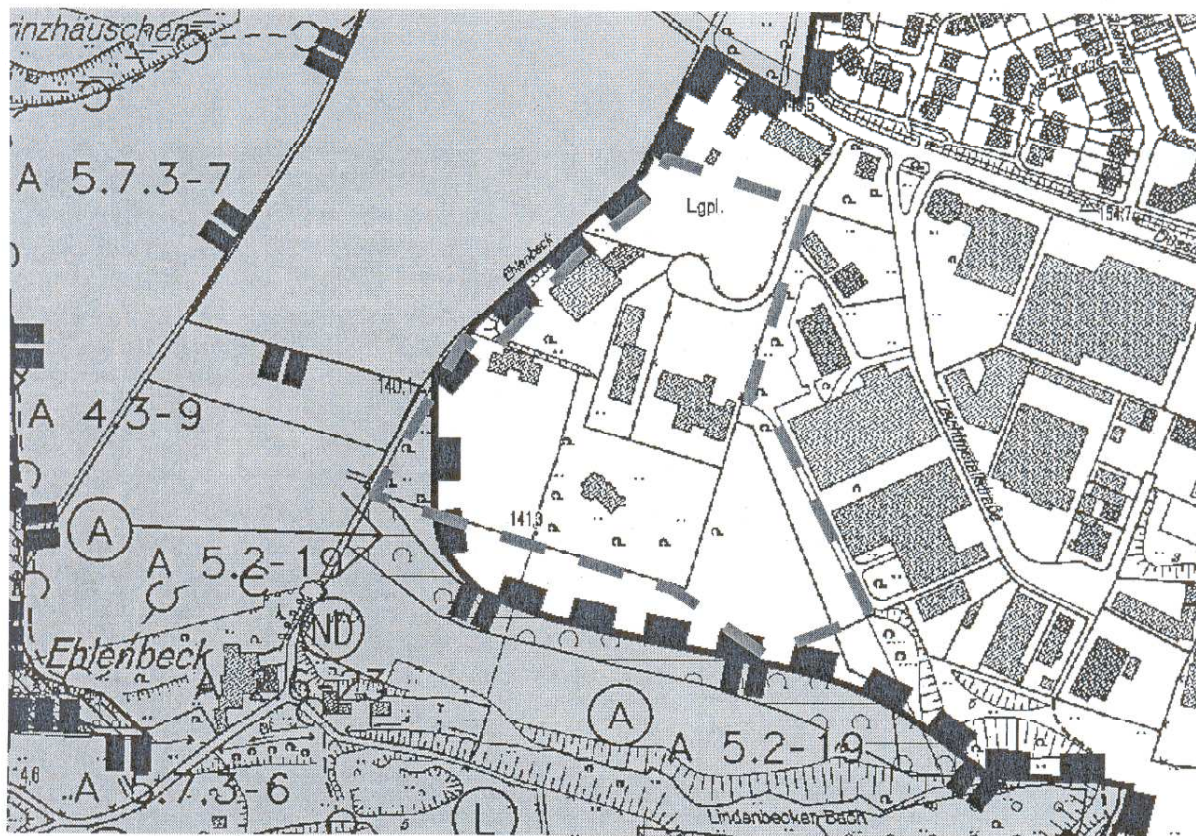 inzhäuschen
A 5.7.3-7
Lgpl.
154,7
Ehlenbeck
140,1
A 4.3-9
Leichtmetallstraße
A
141,3
A 5.2-19
ND
Ehlenbeck
A
A 5.2-19
A 5.7.3-6
L
Lindenbecker Bach